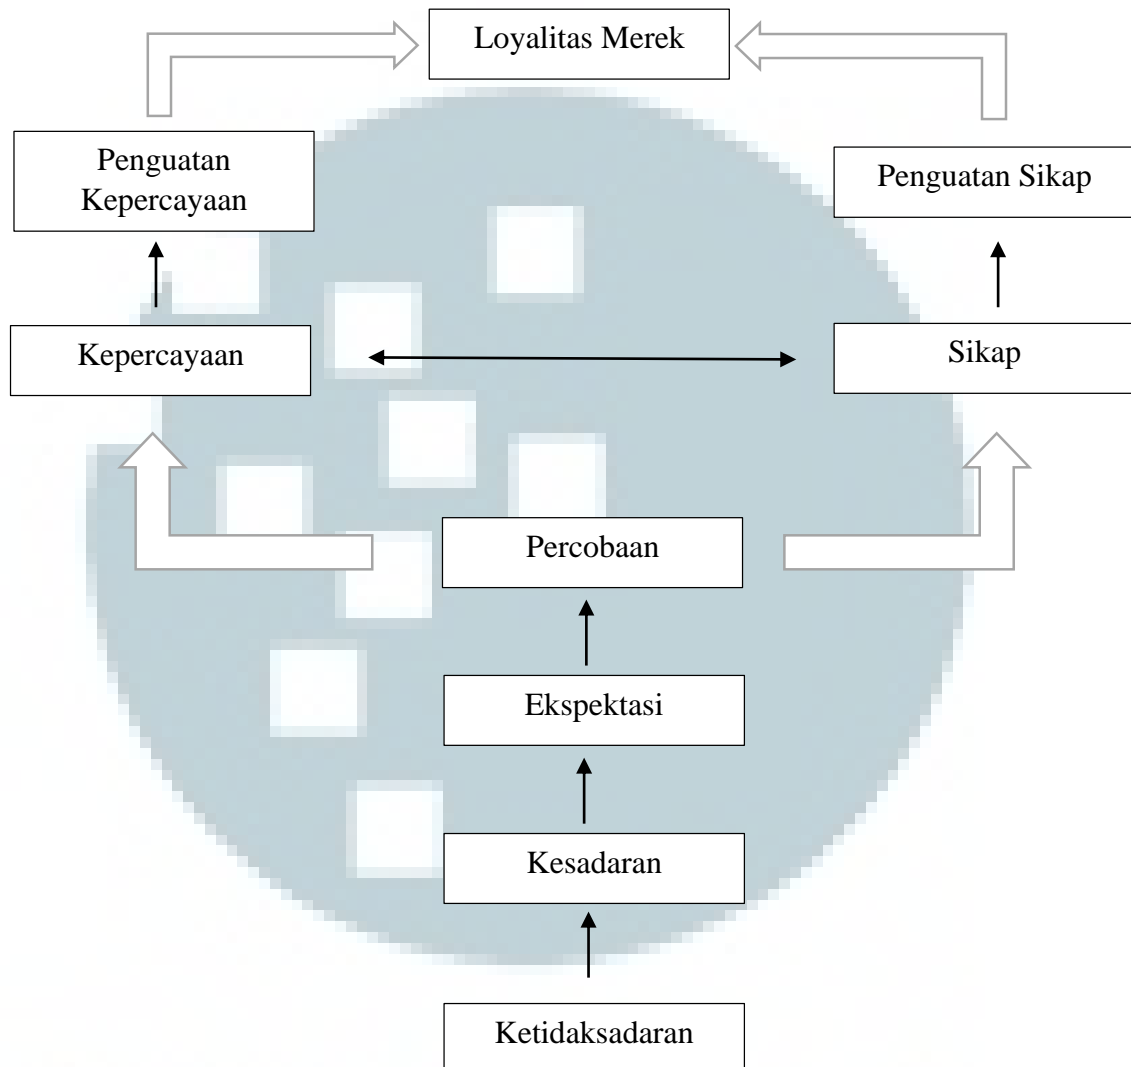 Loyalitas Merek
Penguatan
Kepercayaan
Penguatan Sikap
Kepercayaan
Sikap
Percobaan
Ekspektasi
Kesadaran
Ketidaksadaran